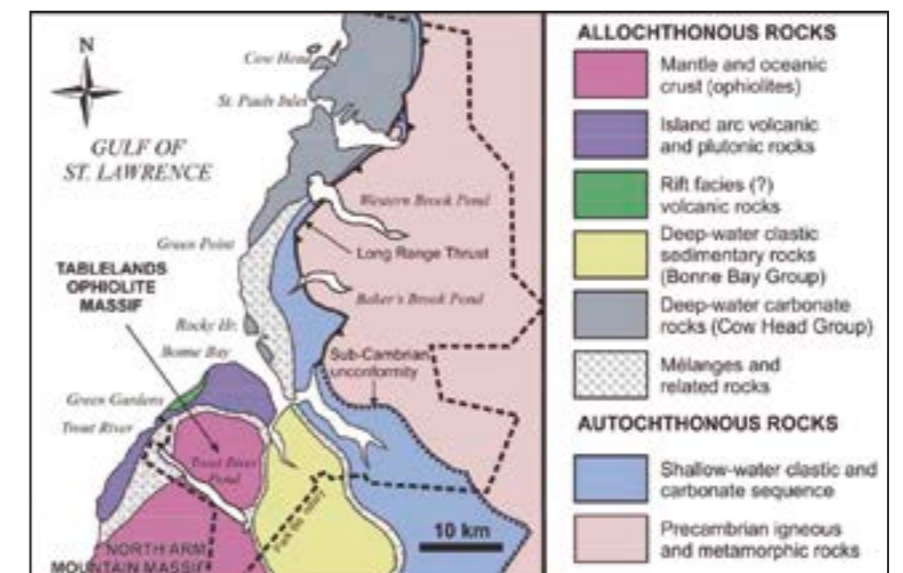 N
GULF OF
ST. LAWRENCE
Cow Head
St. Pauls Inlet
Western Brook Pond
Green Point
Long Range Thrust
TABLELANDS
OPHIOLITE
MASSIF
Baker's Brook Pond
Rocky Hr.
Bonne Bay
Sub-Cambrian
unconformity
Green Gardens
Trout River
Trout River
Pond
Park Bo
10 km
NORTH ARM
MOUNTAIN MASSIF
ALLOCHTHONOUS ROCKS
Mantle and oceanic
crust (ophiolites)
Island arc volcanic
and plutonic rocks
Rift facies (?)
volcanic rocks
Deep-water clastic
sedimentary rocks
(Bonne Bay Group)
Deep-water carbonate
rocks (Cow Head Group)
Mélanges and
related rocks
AUTOCHTHONOUS ROCKS
Shallow-water clastic and
carbonate sequence
Precambrian igneous
and metamorphic rocks